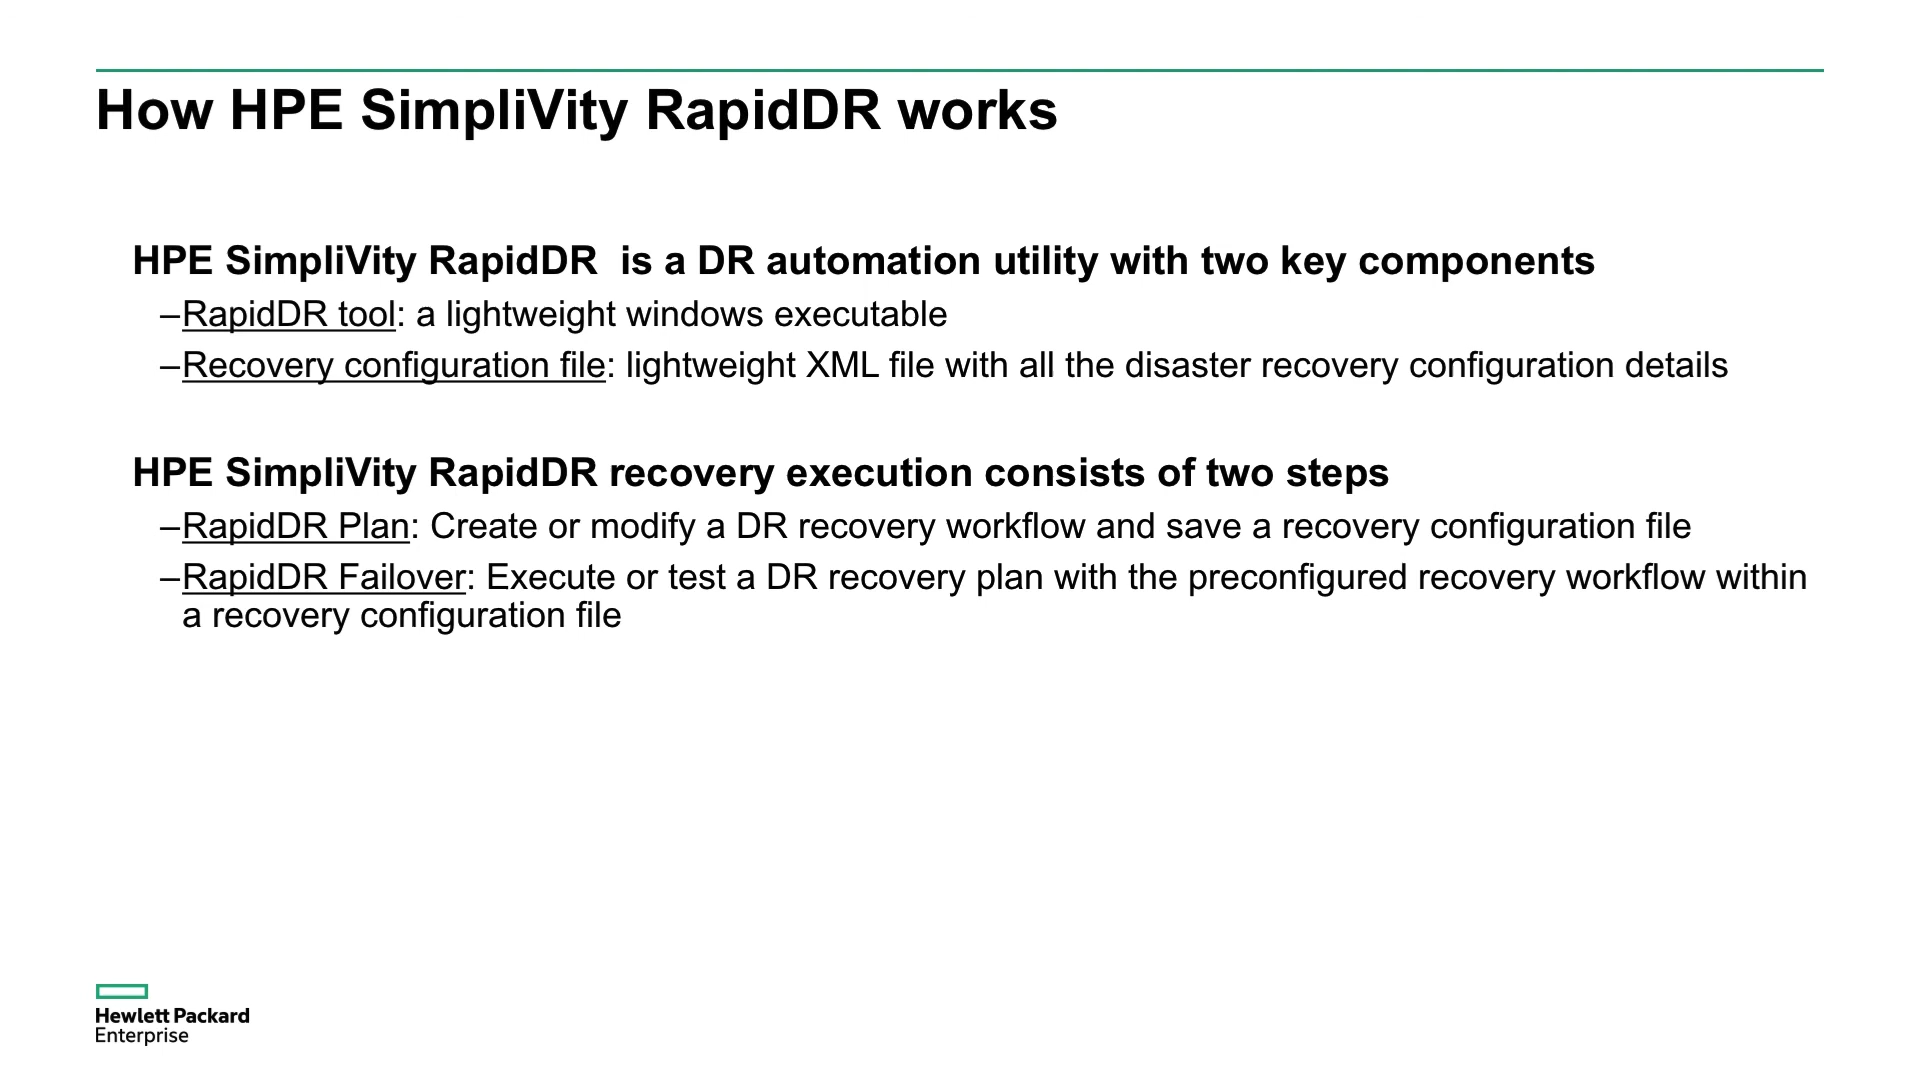 How HPE SimpliVity RapidDR works
HPE SimpliVity RapidDR  is a DR automation utility with two key components
–RapidDR tool: a lightweight windows executable
–Recovery configuration file: lightweight XML file with all the disaster recovery configuration details
HPE SimpliVity RapidDR recovery execution consists of two steps
–RapidDR Plan: Create or modify a DR recovery workflow and save a recovery configuration file
–RapidDR Failover: Execute or test a DR recovery plan with the preconfigured recovery workflow within
a recovery configuration file
Hewlett Packard
Enterprise